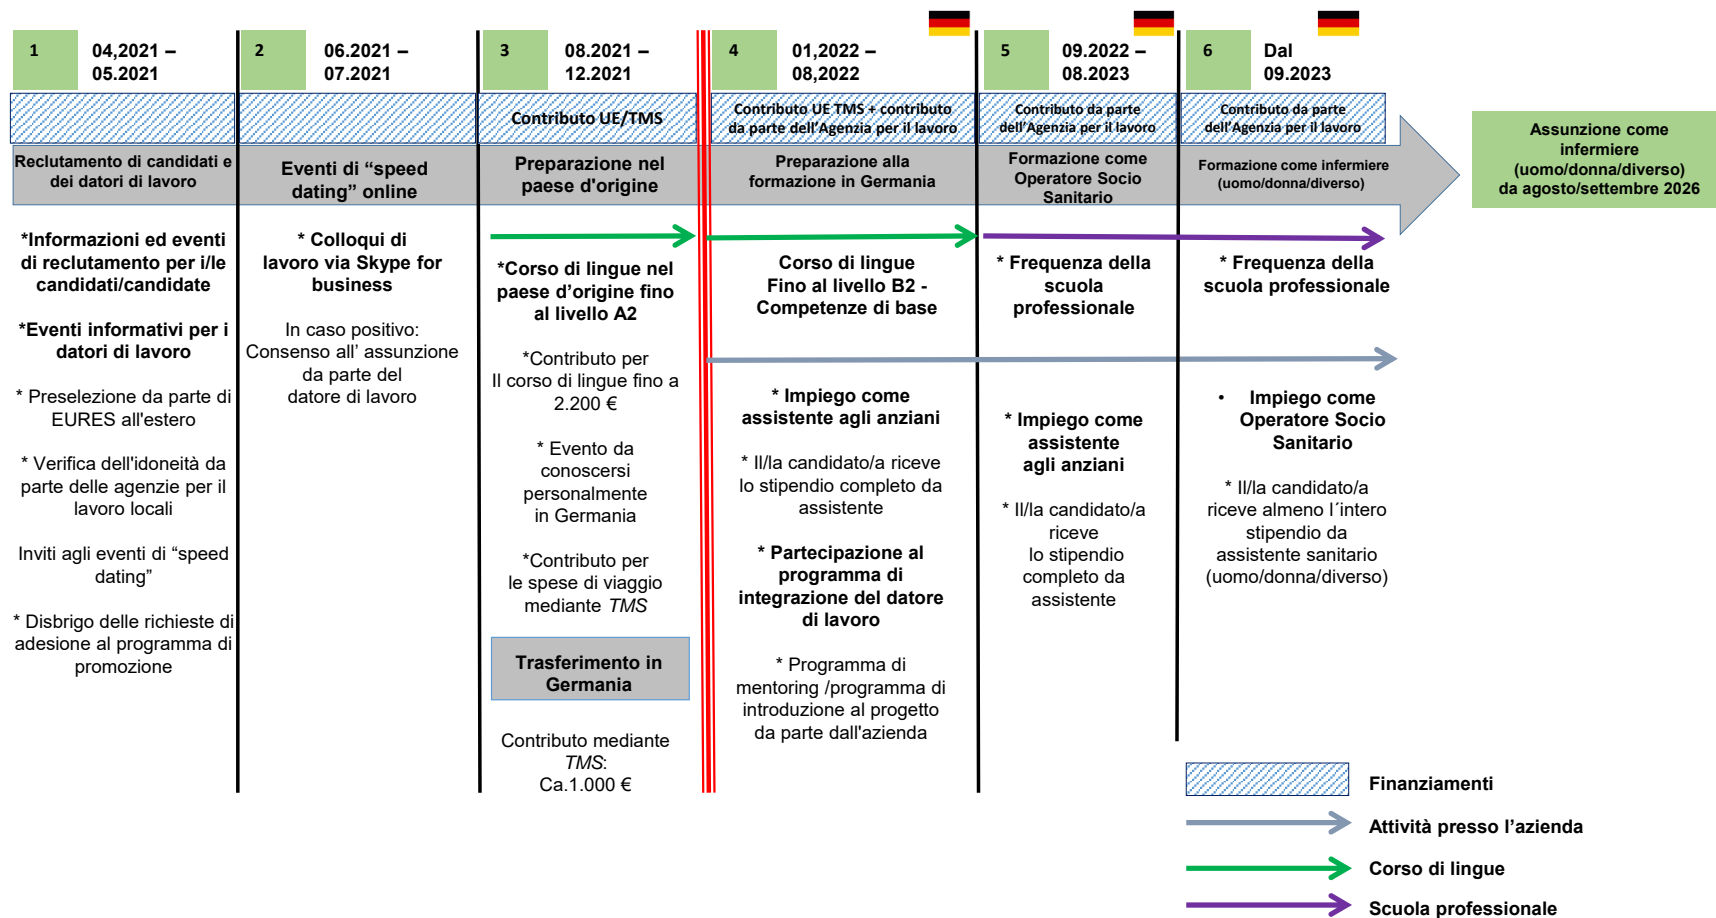 1
04,2021 –
05.2021
Reclutamento di candidati e
dei datori di lavoro
*Informazioni ed eventi
di reclutamento per i/le
candidati/candidate
*Eventi informativi per i
datori di lavoro
* Preselezione da parte di
EURES all'estero
* Verifica dell'idoneità da
parte delle agenzie per il
lavoro locali
Inviti agli eventi di “speed
dating”
* Disbrigo delle richieste di
adesione al programma di
promozione
2
06.2021 –
07.2021
Eventi di “speed
dating” online
* Colloqui di
lavoro via Skype for
business
In caso positivo:
Consenso all’ assunzione
da parte del
datore di lavoro
3
08.2021 –
12.2021
Contributo UE/TMS
Preparazione nel
paese d'origine
*Corso di lingue nel
paese d’origine fino
al livello A2
*Contributo per
Il corso di lingue fino a
2.200 €
* Evento da
conoscersi
personalmente
in Germania
*Contributo per
le spese di viaggio
mediante TMS
Trasferimento in
Germania
Contributo mediante
TMS:
Ca.1.000 €
4
01,2022 –
08,2022
Contributo UE TMS + contributo
da parte dell’Agenzia per il lavoro
Preparazione alla
formazione in Germania
Corso di lingue
Fino al livello B2 -
Competenze di base
* Impiego come
assistente agli anziani
* Il/la candidato/a riceve
lo stipendio completo da
assistente
* Partecipazione al
programma di
integrazione del datore
di lavoro
* Programma di
mentoring /programma di
introduzione al progetto
da parte dall'azienda
5
09.2022 –
08.2023
Contributo da parte
dell’Agenzia per il lavoro
Formazione come
Operatore Socio
Sanitario
* Frequenza della
scuola
professionale
* Impiego come
assistente
agli anziani
* Il/la candidato/a
riceve
lo stipendio
completo da
assistente
6
Dal
09.2023
Contributo da parte
dell’Agenzia per il lavoro
Formazione come infermiere
(uomo/donna/diverso)
* Frequenza della
scuola professionale
• Impiego come
Operatore Socio
Sanitario
* Il/la candidato/a
riceve almeno l´intero
stipendio da
assistente sanitario
(uomo/donna/diverso)
Assunzione come
infermiere
(uomo/donna/diverso)
da agosto/settembre 2026
Finanziamenti
Attività presso l’azienda
Corso di lingue
Scuola professionale